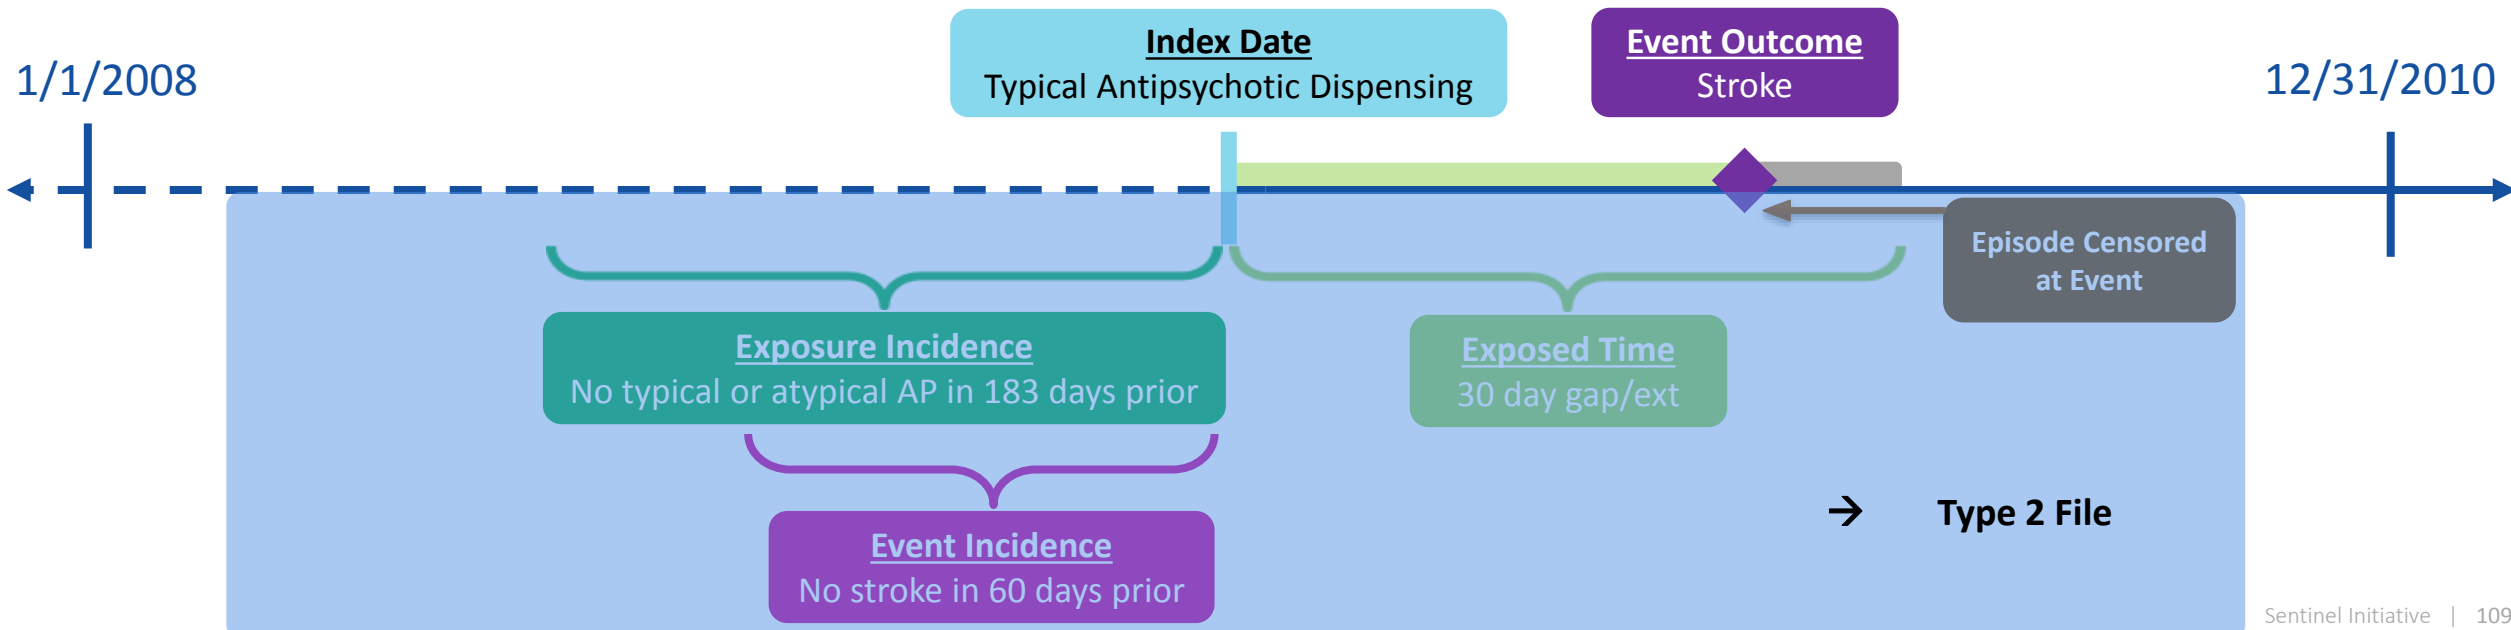 1/1/2008
Index Date
Typical Antipsychotic Dispensing
Event Outcome
Stroke
12/31/2010
Episode Censored
at Event
Exposure Incidence
No typical or atypical AP in 183 days prior
Exposed Time
30 day gap/ext
Event Incidence
No stroke in 60 days prior
→ Type 2 File
Sentinel Initiative | 109